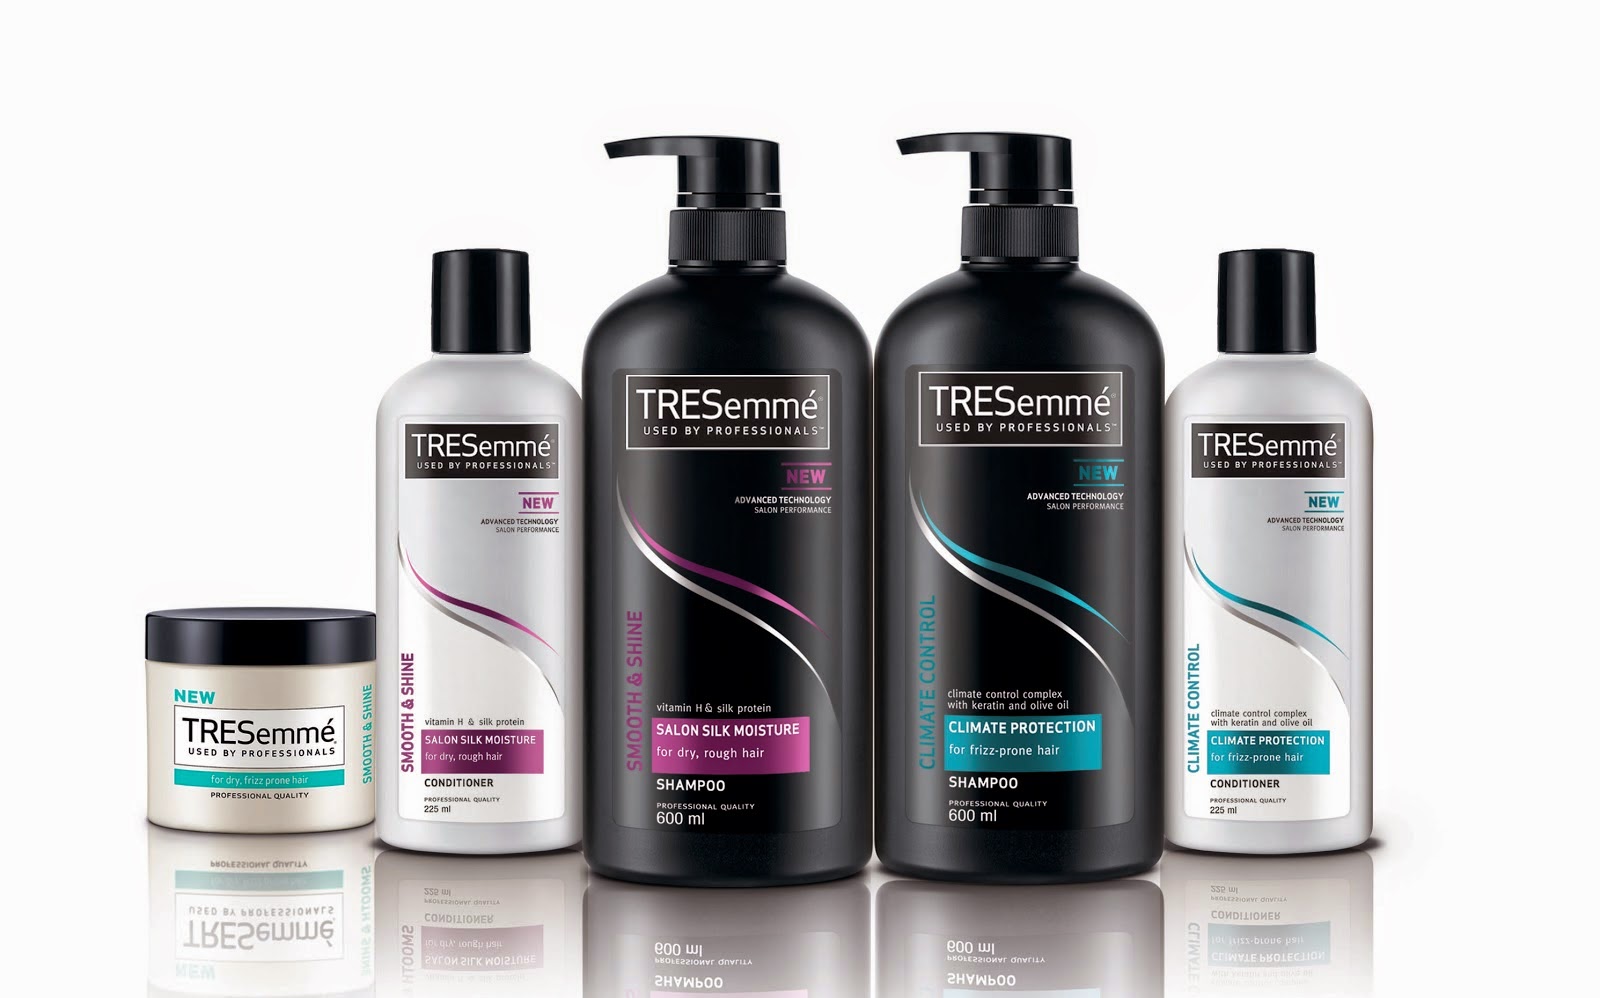 NEW
TRESemmé
USED BY PROFESSIONALS
for dry, frizz prone hair
PROFESSIONAL QUALITY
SMOOTH & SHINE
TRESemmé
USED BY PROFESSIONALS™
NEW
ADVANCED TECHNOLOGY
SALON PERFORMANCE
SMOOTH & SHINE
vitamin H & silk protein
SALON SILK MOISTURE
for dry, rough hair
CONDITIONER
PROFESSIONAL QUALITY
225 ml
TRESemmé®
USED BY PROFESSIONALS™
NEW
ADVANCED TECHNOLOGY
SALON PERFORMANCE
SMOOTH & SHINE
vitamin H & silk protein
SALON SILK MOISTURE
for dry, rough hair
SHAMPOO
PROFESSIONAL QUALITY
600 ml
TRESemmé®
USED BY PROFESSIONALS™
NEW
ADVANCED TECHNOLOGY
SALON PERFORMANCE
CLIMATE CONTROL
climate control complex
with keratin and olive oil
CLIMATE PROTECTION
for frizz-prone hair
SHAMPOO
PROFESSIONAL QUALITY
600 ml
TRESemmé
USED BY PROFESSIONALS™
NEW
ADVANCED TECHNOLOGY
SALON PERFORMANCE
CLIMATE CONTROL
climate control complex
with keratin and olive oil
CLIMATE PROTECTION
for frizz-prone hair
CONDITIONER
PROFESSIONAL QUALITY
225 ml